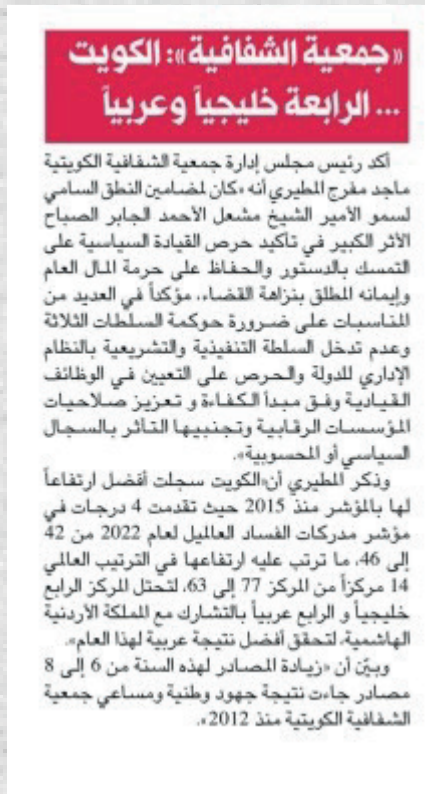 «جمعية الشفافية»: الكويت
... الرابعة خليجياً وعربياً
أكد رئيس مجلس إدارة جمعية الشفافية الكويتية
ماجد مفرج المطيري أنه «كان لمضامين النطق السامي
لسمو الأمير الشيخ مشعل الأحمد الجابر الصباح
الأثر الكبير في تأكيد حرص القيادة السياسية على
التمسك بالدستور والحفاظ على حرمة المال العام
وإيمانه المطلق بنزاهة القضاء، مؤكداً في العديد من
المناسبات على ضرورة حوكمة السلطات الثلاثة
وعدم تدخل السلطة التنفيذية والتشريعية بالنظام
الإداري للدولة والحرص على التعيين في الوظائف
القيادية وفق مبدأ الكفاءة و تعزيز صلاحيات
المؤسسات الرقابية وتجنيبها التأثر بالسجال
السياسي أو المحسوبية».
وذكر المطيري أن«الكويت سجلت أفضل ارتفاعاً
لها بالمؤشر منذ 2015 حيث تقدمت 4 درجات في
مؤشر مدركات الفساد العالميل لعام 2022 من 42
إلى 46، ما ترتب عليه ارتفاعها في الترتيب العالمي
14 مركزاً من المركز 77 إلى 63، لتحتل المركز الرابع
خليجياً و الرابع عربياً بالتشارك مع المملكة الأردنية
الهاشمية، لتحقق أفضل نتيجة عربية لهذا العام».
وبيّن أن «زيادة المصادر لهذه السنة من 6 إلى 8
مصادر جاءت نتيجة جهود وطنية ومساعي جمعية
الشفافية الكويتية منذ 2012».